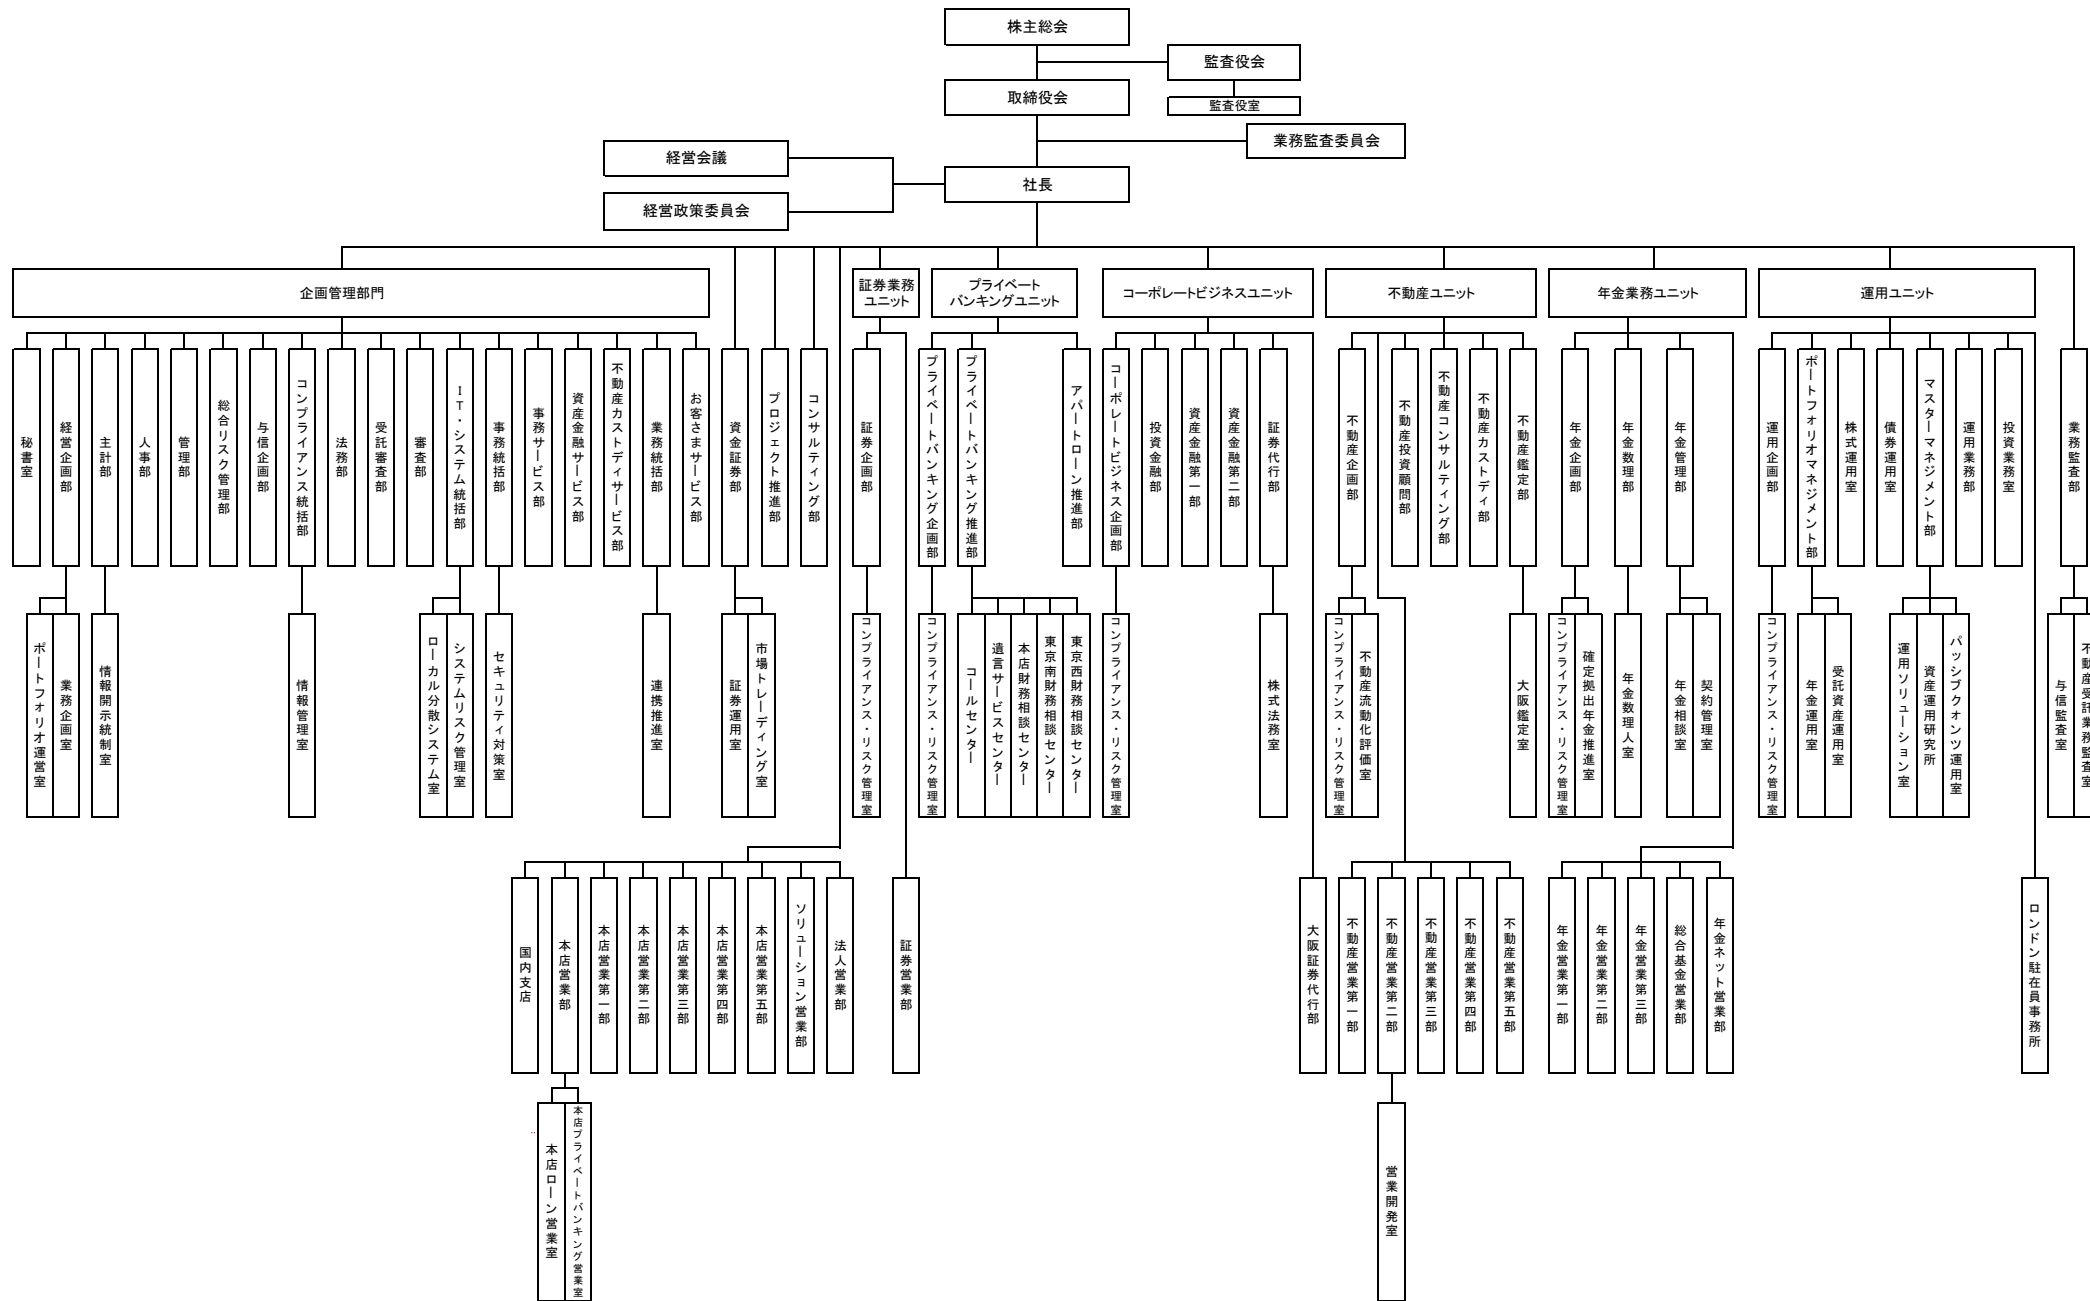 株主総会
監査役会
取締役会
監査役室
業務監査委員会
経営会議
社長
経営政策委員会
企画管理部門
証券業務
ユニット
プライベート
バンキングユニット
コーポレートビジネスユニット
不動産ユニット
年金業務ユニット
運用ユニット
秘書室
経営企画部
主計部
人事部
管理部
総合リスク管理部
与信企画部
コンプライアンス統括部
法務部
受託審査部
審査部
IT・システム統括部
事務統括部
事務サービス部
資産金融サービス部
不動産カストディサービス部
業務統括部
お客さまサービス部
資金証券部
プロジェクト推進部
コンサルティング部
証券企画部
プライベートバンキング企画部
プライベートバンキング推進部
アパートローン推進部
コーポレートビジネス企画部
投資金融部
資産金融第一部
資産金融第二部
証券代行部
不動産企画部
不動産投資顧問部
不動産コンサルティング部
不動産カストディ部
不動産鑑定部
年金企画部
年金数理部
年金管理部
運用企画部
ポートフォリオマネジメント部
株式運用室
債券運用室
マスターマネジメント部
運用業務部
投資業務室
業務監査部
ポートフォリオ運営室
業務企画室
情報開示統制室
情報管理室
ローカル分散システム室
システムリスク管理室
セキュリティ対策室
連携推進室
証券運用室
市場トレーディング室
コンプライアンス・リスク管理室
コンプライアンス・リスク管理室
コールセンター
遺言サービスセンター
本店財務相談センター
東京南財務相談センター
東京西財務相談センター
コンプライアンス・リスク管理室
株式法務室
コンプライアンス・リスク管理室
不動産流動化評価室
大阪鑑定室
コンプライアンス・リスク管理室
確定拠出年金推進室
年金数理人室
年金相談室
契約管理室
コンプライアンス・リスク管理室
年金運用室
受託資産運用室
運用ソリューション室
資産運用研究所
パッシブクオンツ運用室
与信監査室
不動産受託業務監査室
国内支店
本店営業部
本店営業第一部
本店営業第二部
本店営業第三部
本店営業第四部
本店営業第五部
ソリューション営業部
法人営業部
証券営業部
大阪証券代行部
不動産営業第一部
不動産営業第二部
不動産営業第三部
不動産営業第四部
不動産営業第五部
年金営業第一部
年金営業第二部
年金営業第三部
総合基金営業部
年金ネット営業部
ロンドン駐在員事務所
本店ローン営業室
本店プライベートバンキング営業室
営業開発室